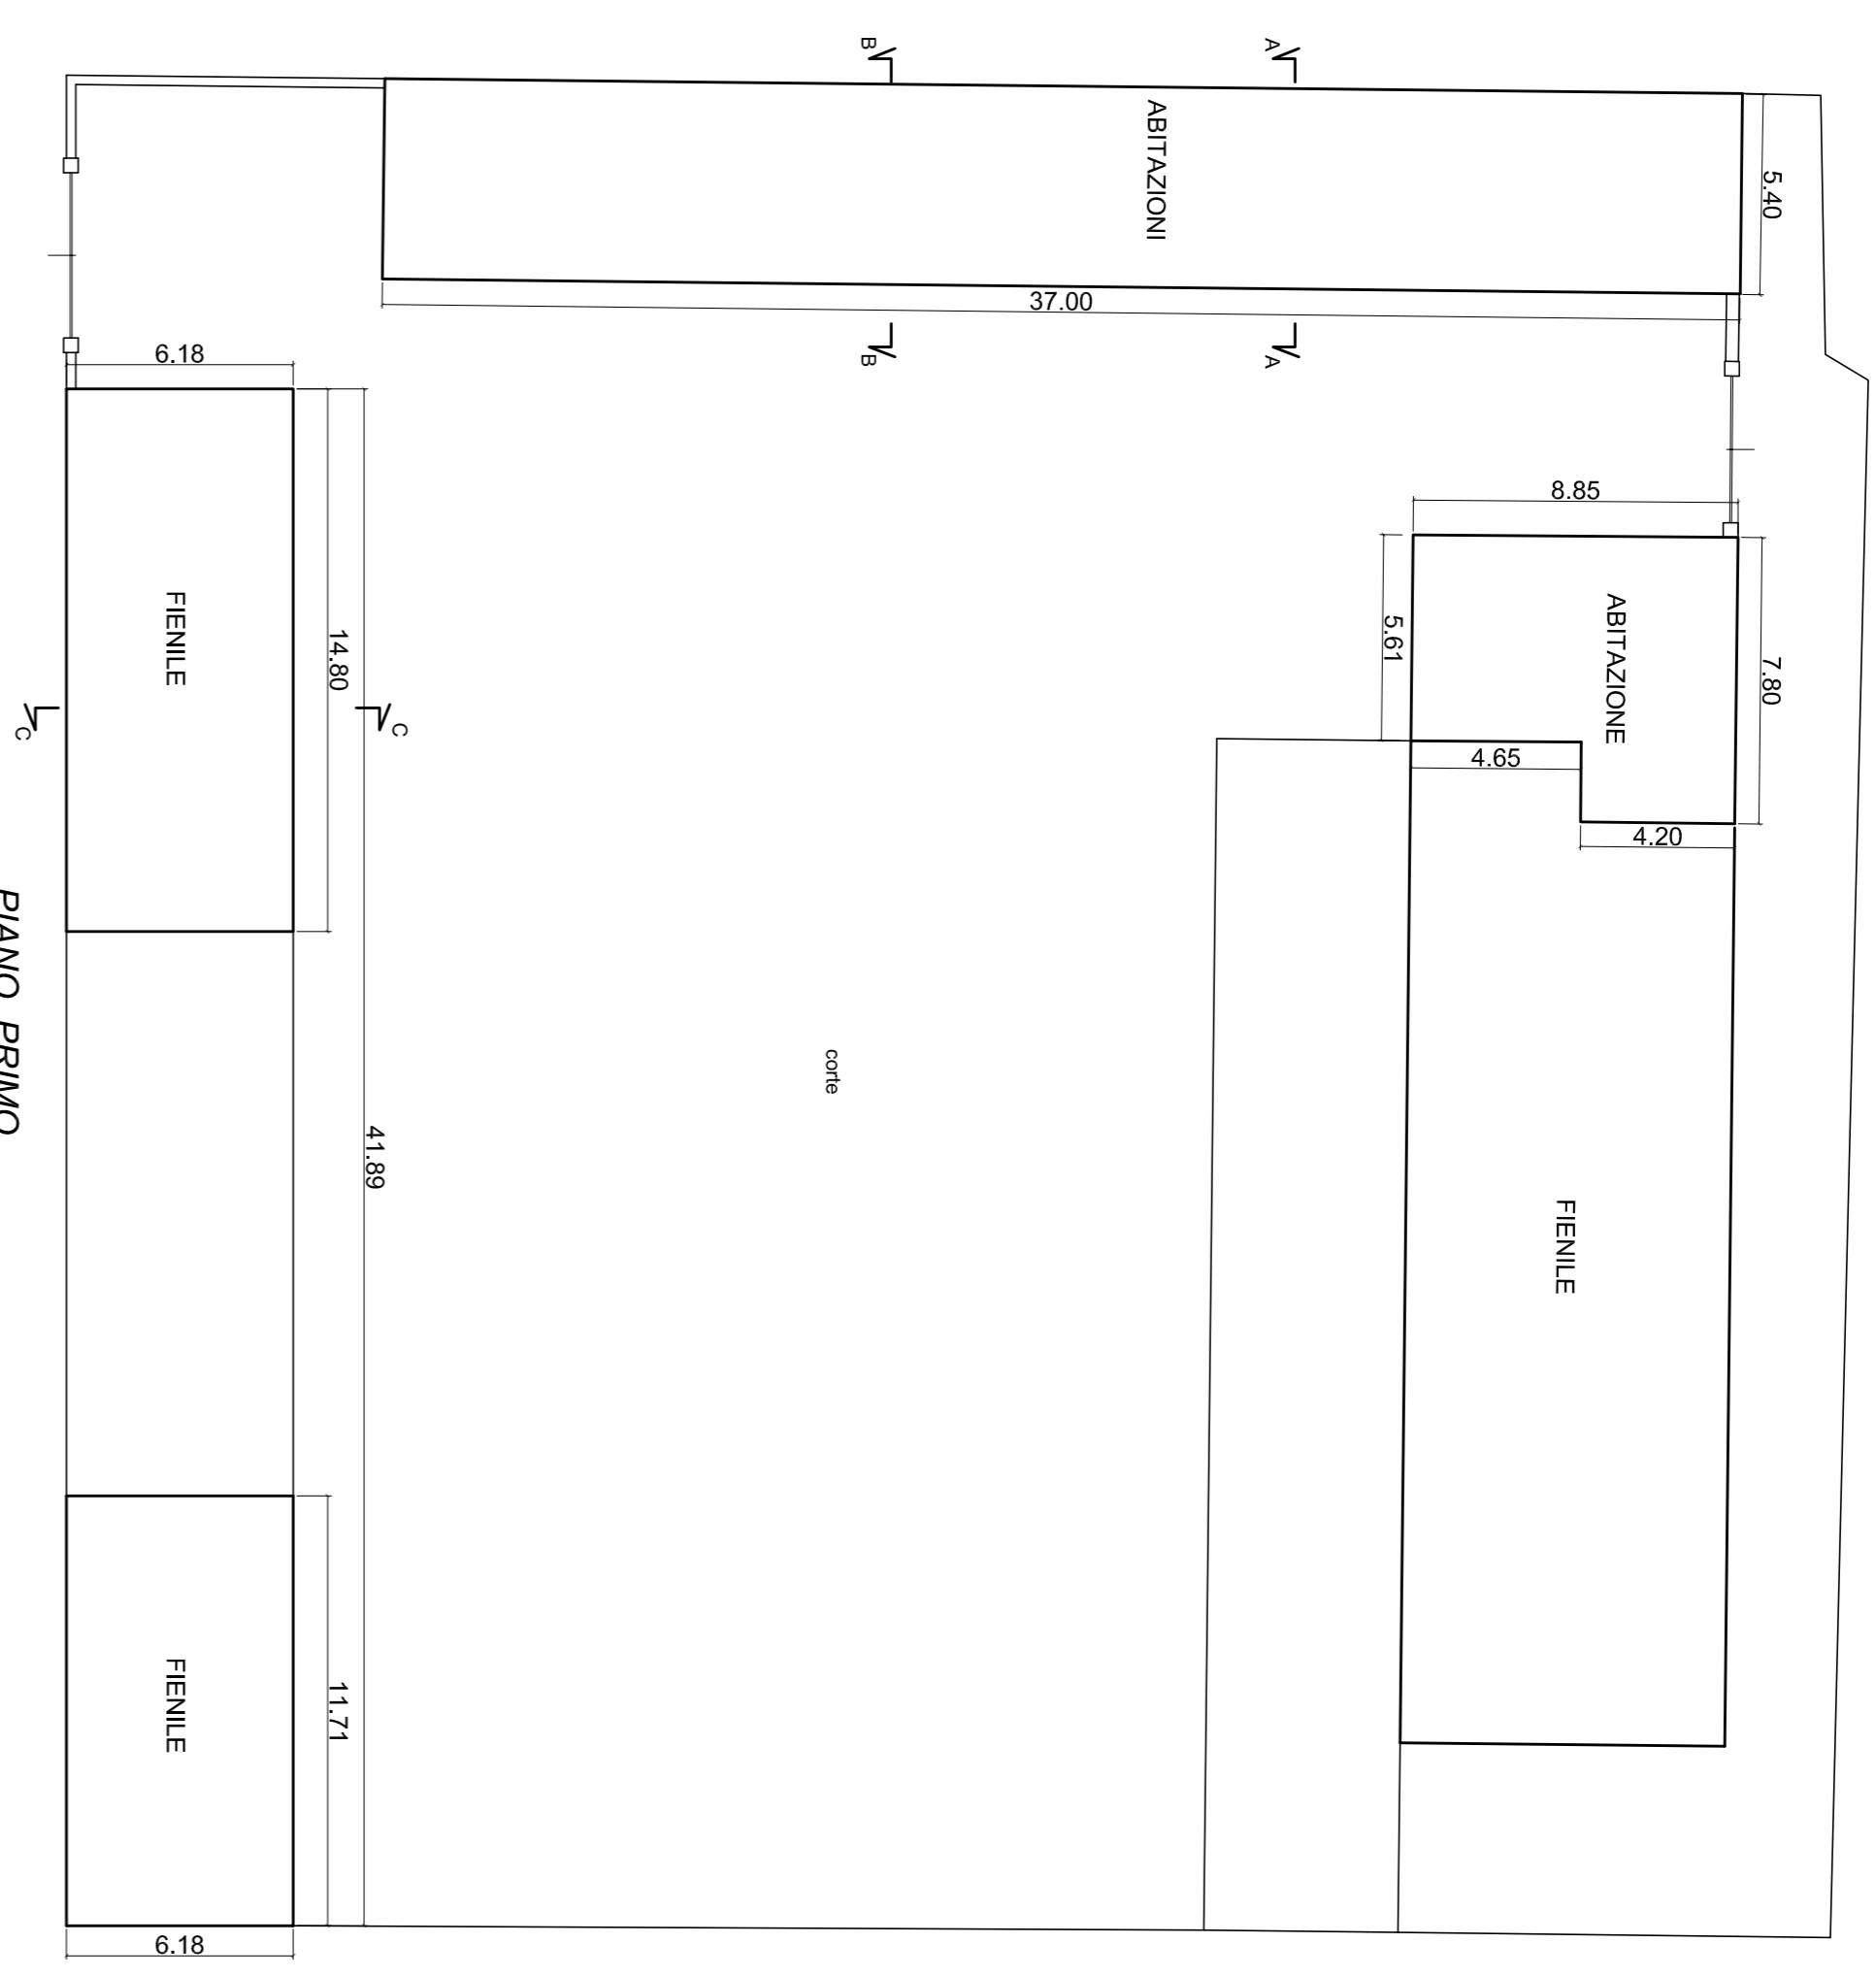 B
A
ABITAZIONI
5.40
37.00
B
A
6.18
8.85
FIENILE
14.80
5.61
ABITAZIONE
7.80
C
C
4.65
4.20
PIANO PRIMO
corte
41.89
FIENILE
FIENILE
11.71
6.18